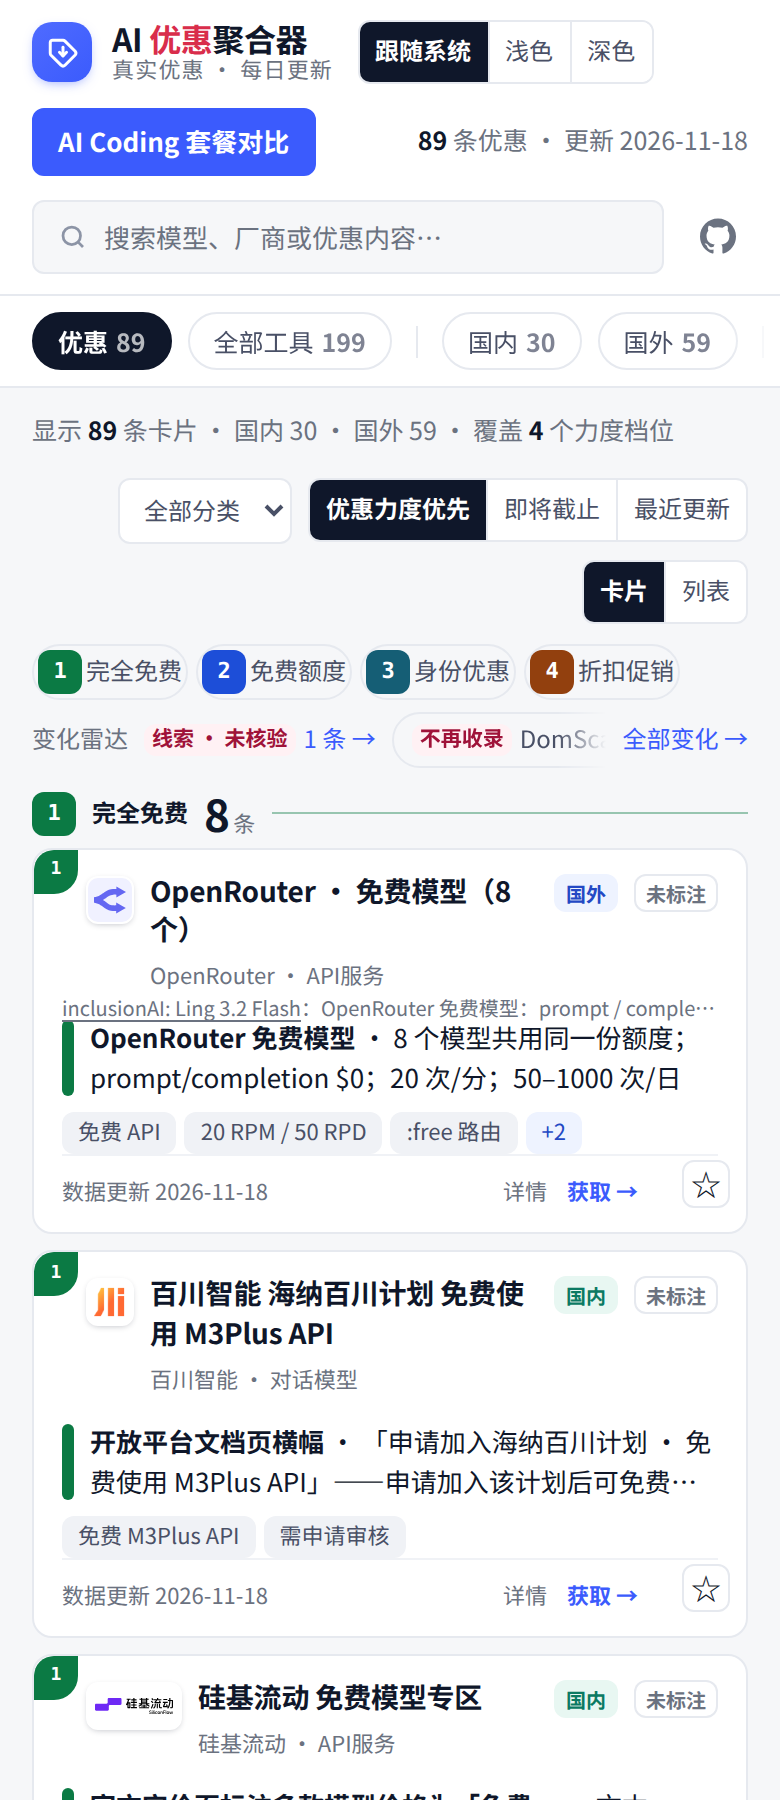 AI 优惠聚合器
真实优惠 · 每日更新
跟随系统 浅色 深色
AI Coding 套餐对比
89 条优惠 · 更新 2026-11-18
搜索模型、厂商或优惠内容…
优惠 89 全部工具 199 国内 30 国外 59
显示 89 条卡片 · 国内 30 · 国外 59 · 覆盖 4 个力度档位
全部分类 优惠力度优先 即将截止 最近更新
卡片 列表
1 完全免费 2 免费额度 3 身份优惠 4 折扣促销
变化雷达 线索 · 未核验 1 条 → 不再收录 DomSc 全部变化 →
1 完全免费 8 条
1
OpenRouter · 免费模型（8
个）
国外 未标注
OpenRouter · API服务
inclusionAI: Ling 3.2 Flash：OpenRouter 免费模型：prompt / comple…
OpenRouter 免费模型 · 8 个模型共用同一份额度；
prompt/completion $0；20 次/分；50–1000 次/日
免费 API 20 RPM / 50 RPD :free 路由 +2
数据更新 2026-11-18 详情 获取 → ☆
1
百川智能 海纳百川计划 免费使
用 M3Plus API
国内 未标注
百川智能 · 对话模型
开放平台文档页横幅 · 「申请加入海纳百川计划 · 免
费使用 M3Plus API」——申请加入该计划后可免费…
免费 M3Plus API 需申请审核
数据更新 2026-11-18 详情 获取 → ☆
1
硅基流动
SiliconFlow
硅基流动 免费模型专区
国内 未标注
硅基流动 · API服务